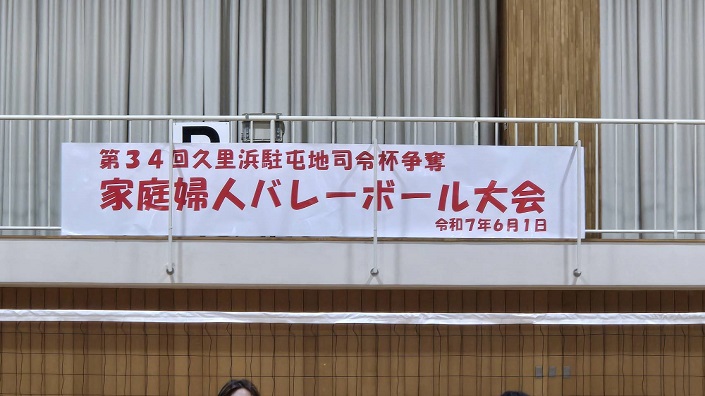 第34回久里浜駐屯地司令杯争奪
家庭婦人バレーボール大会
令和7年6月1日